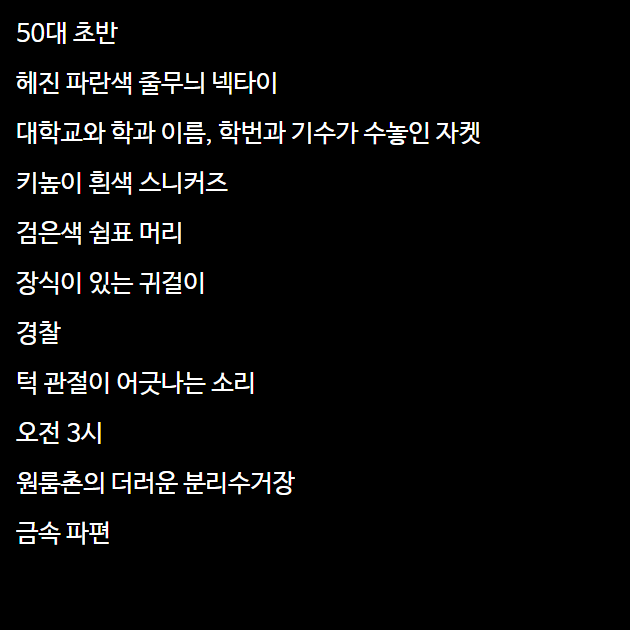 50대 초반
헤진 파란색 줄무늬 넥타이
대학교와 학과 이름, 학번과 기수가 수놓인 자켓
키높이 흰색 스니커즈
검은색 쉼표 머리
장식이 있는 귀걸이
경찰
턱 관절이 어긋나는 소리
오전 3시
원룸촌의 더러운 분리수거장
금속 파편